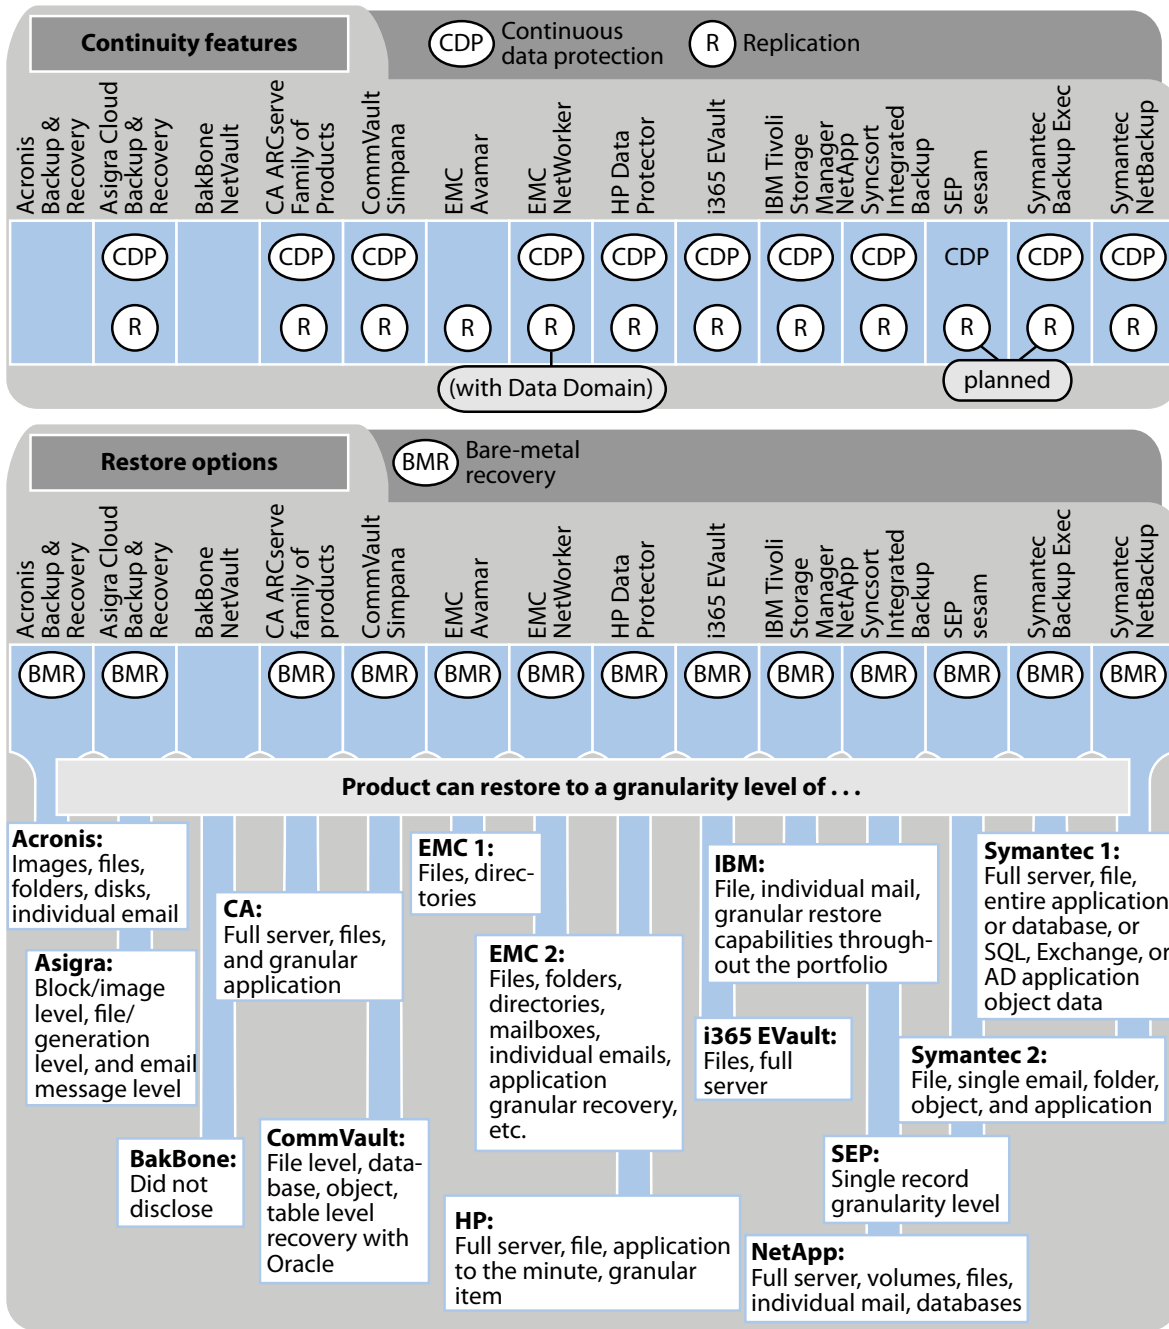 Continuity features
CDP
Continuous
data protection
R
Replication
Acronis
Backup &
Recovery
Asigra Cloud
Backup &
Recovery
BakBone
NetVault
CA ARCserve
Family of
Products
CommVault
Simpana
EMC
Avamar
EMC
NetWorker
HP Data
Protector
i365 EVault
IBM Tivoli
Storage
Manager
NetApp
Syncsort
Integrated
Backup
SEP
sesam
Symantec
Backup Exec
Symantec
NetBackup
CDP CDP CDP CDP CDP CDP CDP CDP CDP CDP CDP
R R R R R R R R R R R R
(with Data Domain)
planned
Restore options
BMR
Bare-metal
recovery
Acronis
Backup &
Recovery
Asigra Cloud
Backup &
Recovery
BakBone
NetVault
CA ARCserve
family of
products
CommVault
Simpana
EMC
Avamar
EMC
NetWorker
HP Data
Protector
i365 EVault
IBM Tivoli
Storage
Manager
NetApp
Syncsort
Integrated
Backup
SEP
sesam
Symantec
Backup Exec
Symantec
NetBackup
BMR BMR BMR BMR BMR BMR BMR BMR BMR BMR BMR BMR BMR
Product can restore to a granularity level of . . .
Acronis:
Images, files,
folders, disks,
individual email
Asigra:
Block/image
level, file/
generation
level, and email
message level
BakBone:
Did not
disclose
CA:
Full server, files,
and granular
application
CommVault:
File level, data-
base, object,
table level
recovery with
Oracle
EMC 1:
Files, direc-
tories
EMC 2:
Files, folders,
directories,
mailboxes,
individual emails,
application
granular recovery,
etc.
HP:
Full server, file, application
to the minute, granular
item
i365 EVault:
Files, full
server
IBM:
File, individual mail,
granular restore
capabilities through-
out the portfolio
NetApp:
Full server, volumes, files,
individual mail, databases
SEP:
Single record
granularity level
Symantec 1:
Full server, file,
entire application
or database, or
SQL, Exchange, or
AD application
object data
Symantec 2:
File, single email, folder,
object, and application